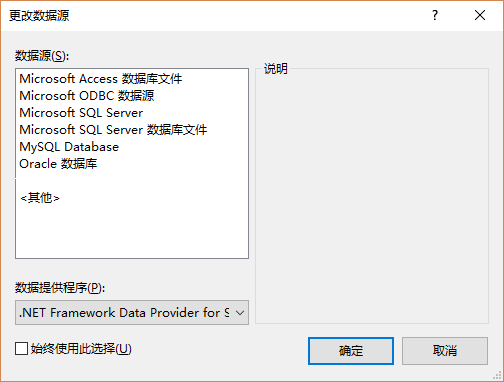 更改数据源
数据源(S):
说明
Microsoft Access 数据库文件
Microsoft ODBC 数据源
Microsoft SQL Server
Microsoft SQL Server 数据库文件
MySQL Database
Oracle 数据库
<其他>
数据提供程序(P):
.NET Framework Data Provider for S
始终使用此选择(U)
确定
取消